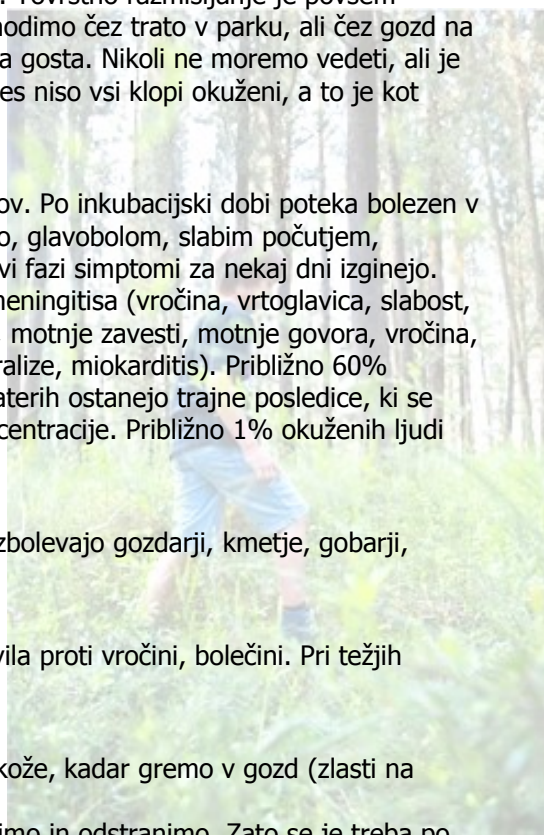 hodimo čez trato v parku, ali čez gozd na
a gosta. Nikoli ne moremo vedeti, ali je
es niso vsi klopi okuženi, a to je kot
ov. Po inkubacijski dobi poteka bolezen v
o, glavobolom, slabim počutjem,
vi fazi simptomi za nekaj dni izginejo.
meningitisa (vročina, vrtoglavica, slabost,
motnje zavesti, motnje govora, vročina,
ralize, miokarditis). Približno 60%
aterih ostanejo trajne posledice, ki se
centracije. Približno 1% okuženih ljudi
zbolevajo gozdarji, kmetje, gobarji,
vila proti vročini, bolečini. Pri težjih
kože, kadar gremo v gozd (zlasti na
imo in odstranimo. Zato se je treba po